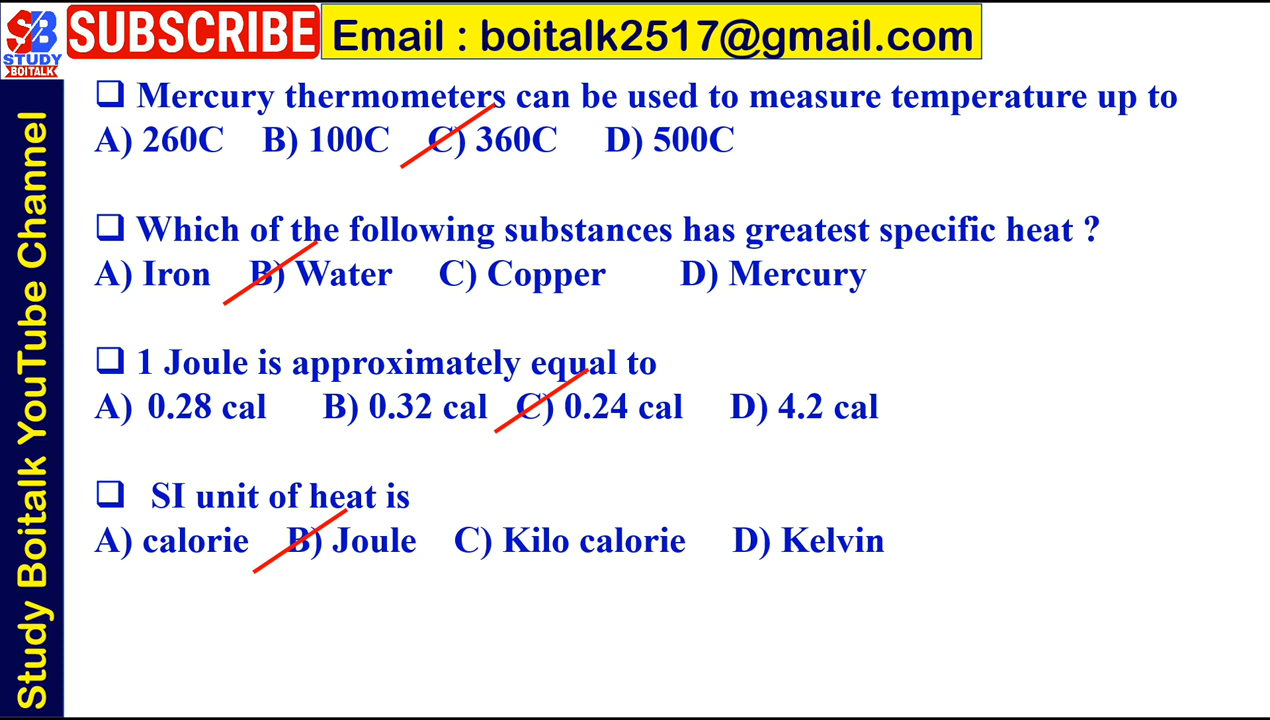 SB
STUDY
BOITALK
SUBSCRIBE
Email : boitalk2517@gmail.com
Study Boitalk YouTube Channel
❑ Mercury thermometers can be used to measure temperature up to
A) 260C B) 100C C) 360C D) 500C
❑ Which of the following substances has greatest specific heat ?
A) Iron B) Water C) Copper D) Mercury
❑ 1 Joule is approximately equal to
A) 0.28 cal B) 0.32 cal C) 0.24 cal D) 4.2 cal
❑ SI unit of heat is
A) calorie B) Joule C) Kilo calorie D) Kelvin